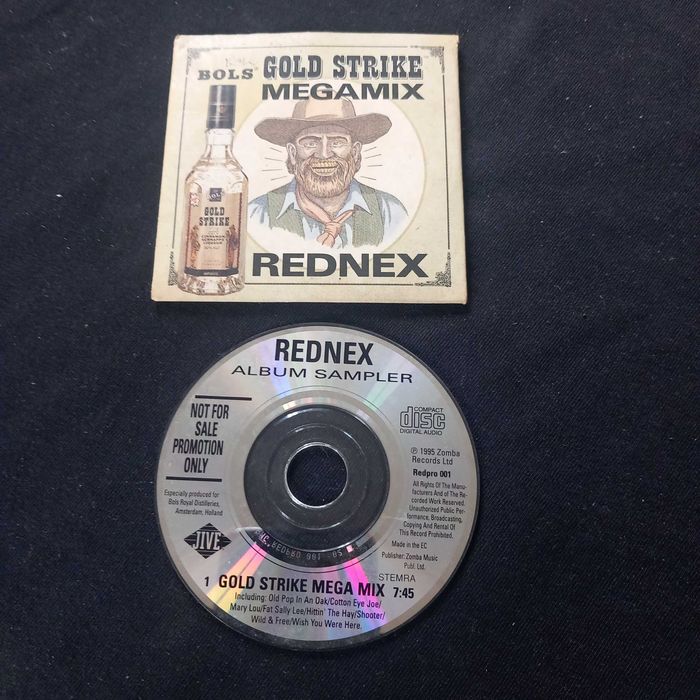 BOLS GOLD STRIKE
MEGAMIX
BOLS
GOLD
STRIKE
CINNAMON
SCHNAPPS
LIQUEUR
REDNEX
REDNEX
ALBUM SAMPLER
NOT FOR
SALE
PROMOTION
ONLY
Especially produced for
Bols Royal Distilleries,
Amsterdam, Holland
JIVE
COMPACT
disc
DIGITAL AUDIO
℗ 1995 Zomba
Records Ltd
Redpro 001
All Rights Of The Manu-
facturers And of The Re-
corded Work Reserved.
Unauthorized Public Per-
formance, Broadcasting,
Copying And Rental Of
This Record Prohibited.
Made in the EC
Publisher: Zomba Music
Publ. Ltd.
STEMRA
1 GOLD STRIKE MEGA MIX 7:45
Including: Old Pop In An Oak/Cotton Eye Joe/
Mary Lou/Fat Sally Lee/Hittin' The Hay/Shooter/
Wild & Free/Wish You Were Here.